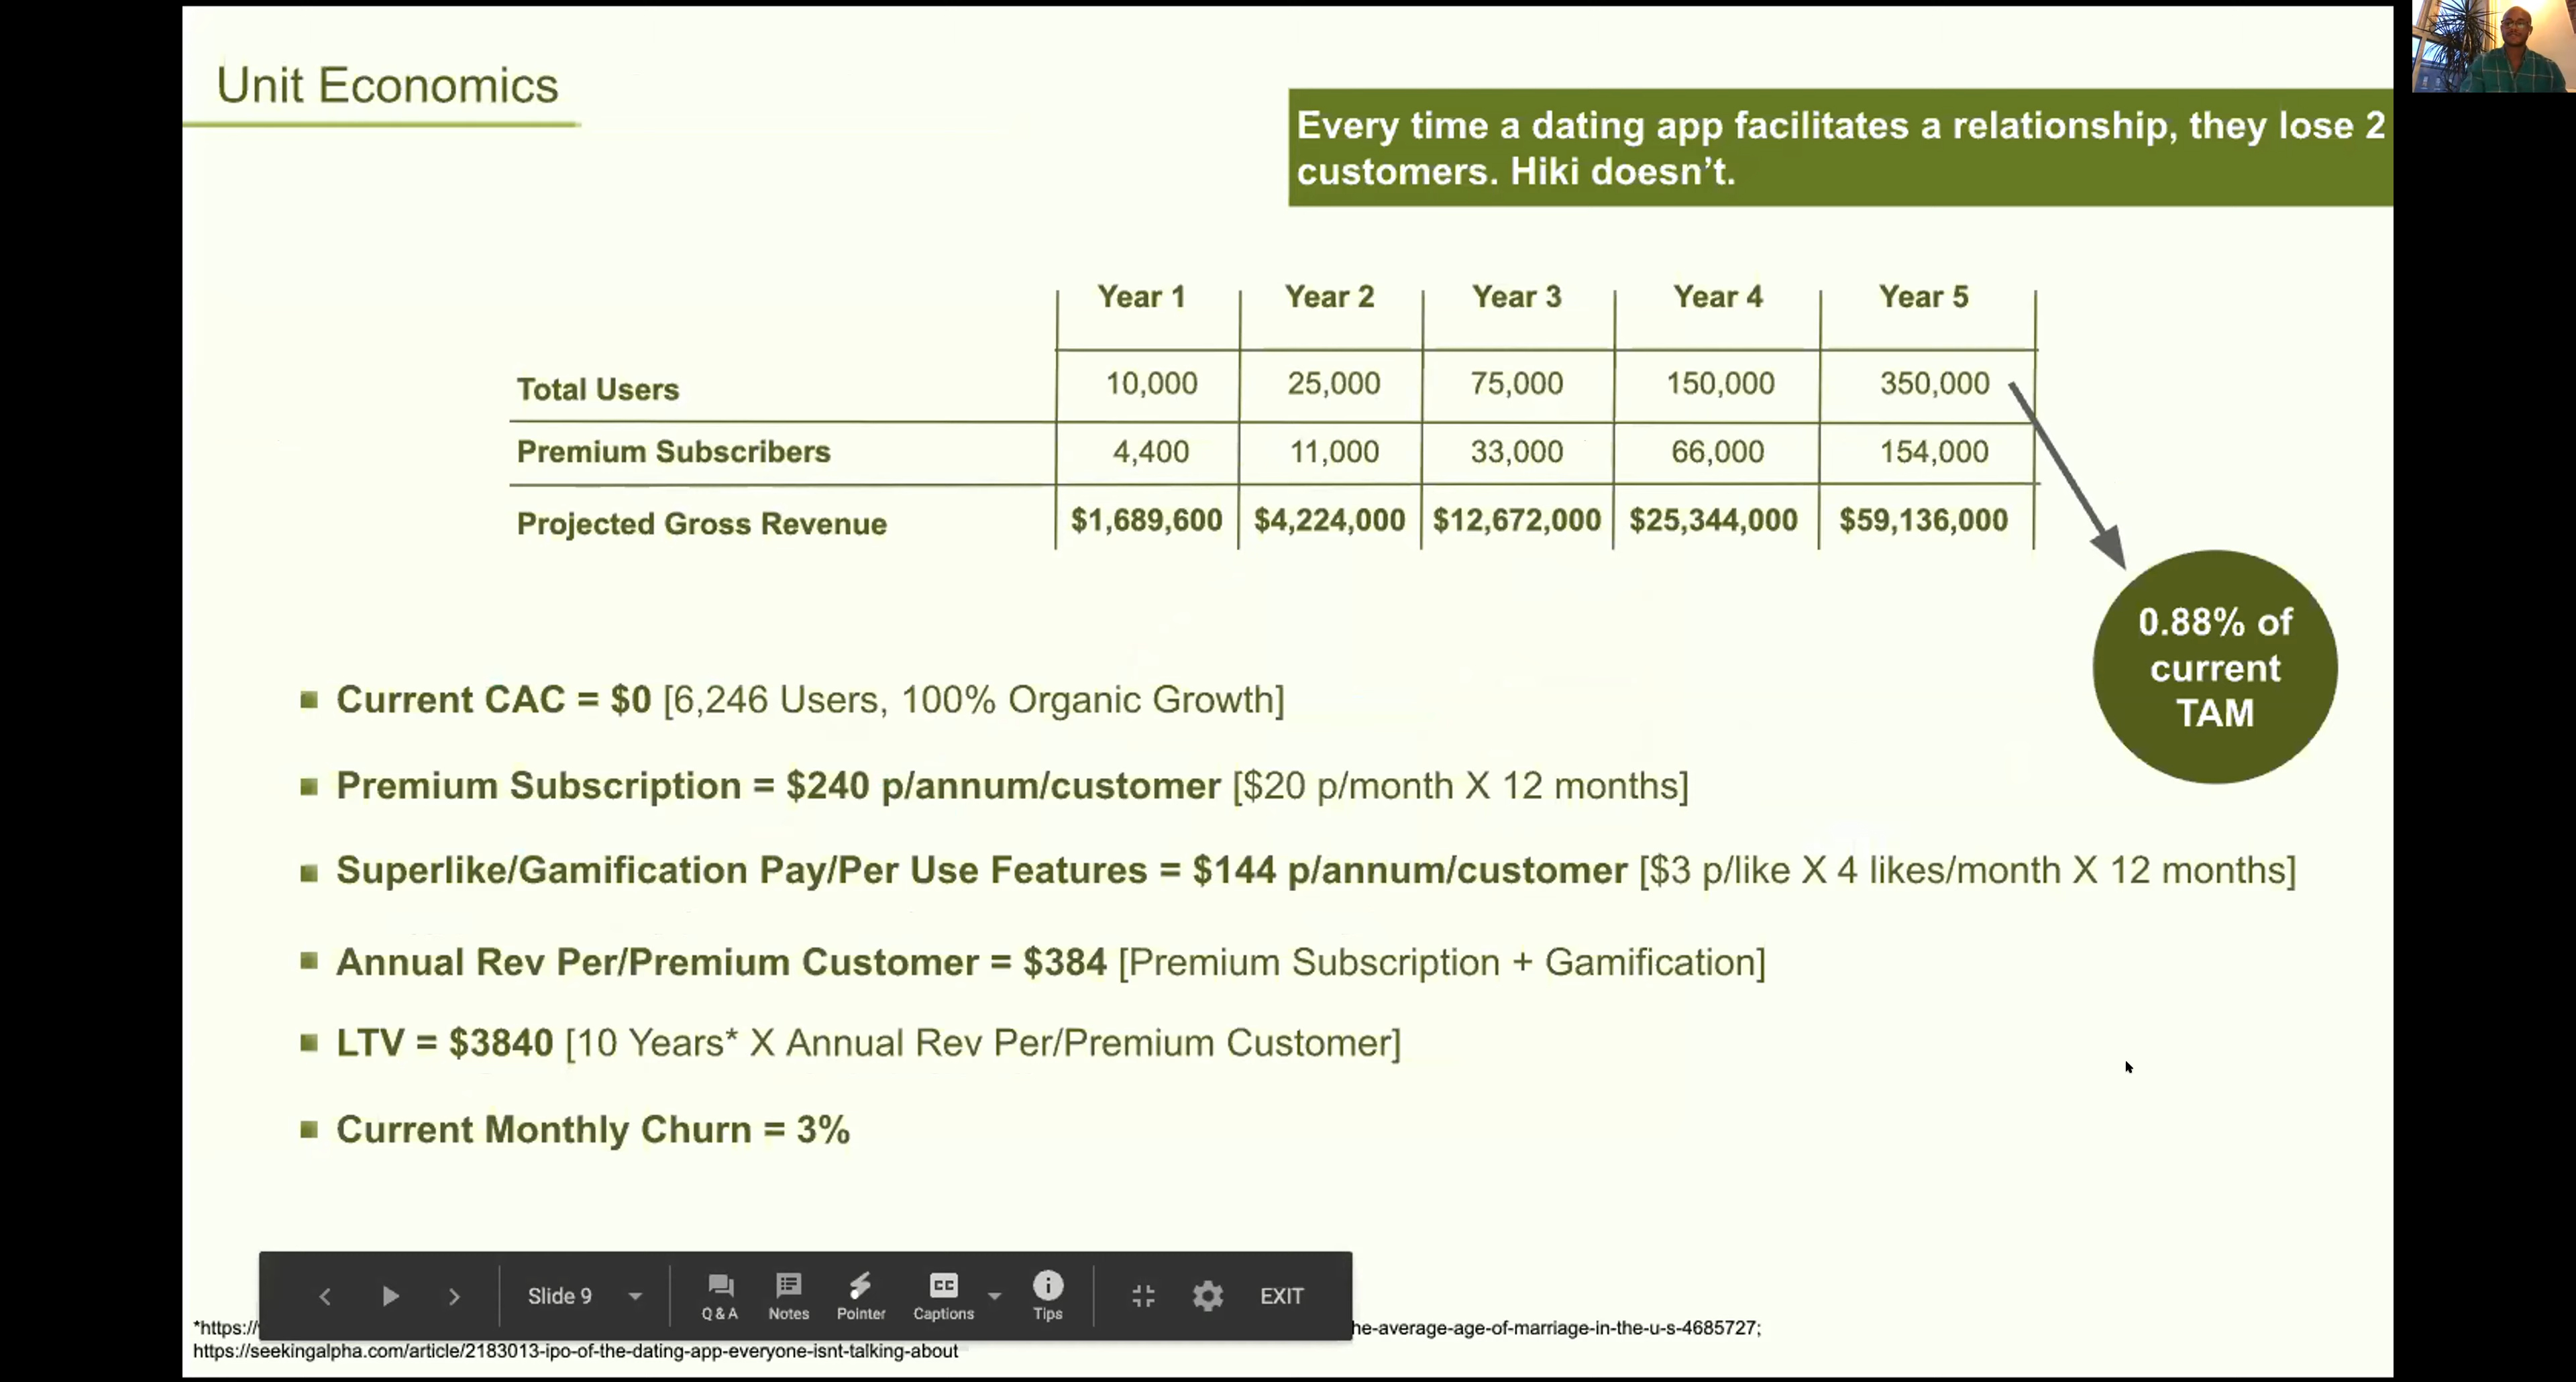 Unit Economics
Every time a dating app facilitates a relationship, they lose 2
customers. Hiki doesn't.
Year 1 Year 2 Year 3 Year 4 Year 5
Total Users 10,000 25,000 75,000 150,000 350,000
Premium Subscribers 4,400 11,000 33,000 66,000 154,000
Projected Gross Revenue $1,689,600 $4,224,000 $12,672,000 $25,344,000 $59,136,000
0.88% of
current
TAM
Current CAC = $0 [6,246 Users, 100% Organic Growth]
Premium Subscription = $240 p/annum/customer [$20 p/month X 12 months]
Superlike/Gamification Pay/Per Use Features = $144 p/annum/customer [$3 p/like X 4 likes/month X 12 months]
Annual Rev Per/Premium Customer = $384 [Premium Subscription + Gamification]
LTV = $3840 [10 Years* X Annual Rev Per/Premium Customer]
Current Monthly Churn = 3%
Slide 9 Q & A Notes Pointer CC Captions Tips EXIT
*https:// he-average-age-of-marriage-in-the-u-s-4685727;
https://seekingalpha.com/article/2183013-ipo-of-the-dating-app-everyone-isnt-talking-about